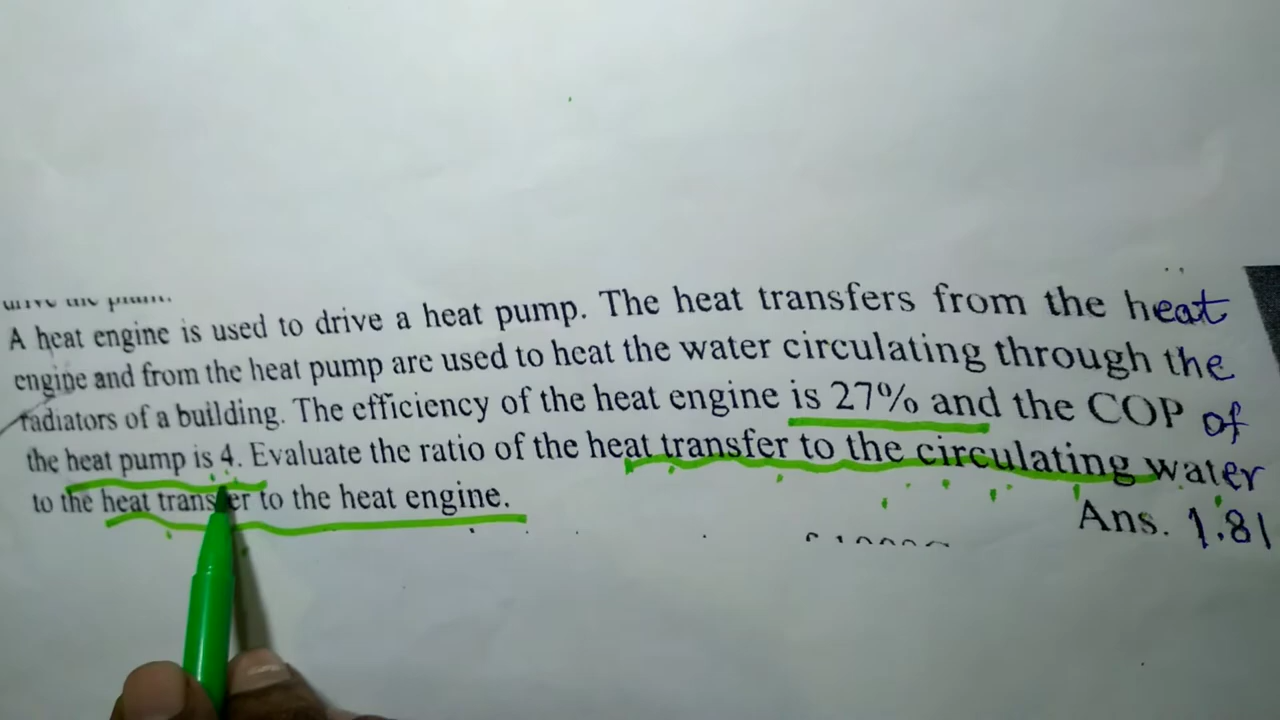 A heat engine is used to drive a heat pump. The heat transfers from the heat
engine and from the heat pump are used to heat the water circulating through the
radiators of a building. The efficiency of the heat engine is 27% and the COP of
the heat pump is 4. Evaluate the ratio of the heat transfer to the circulating water
to the heat transfer to the heat engine.
Ans. 1.81